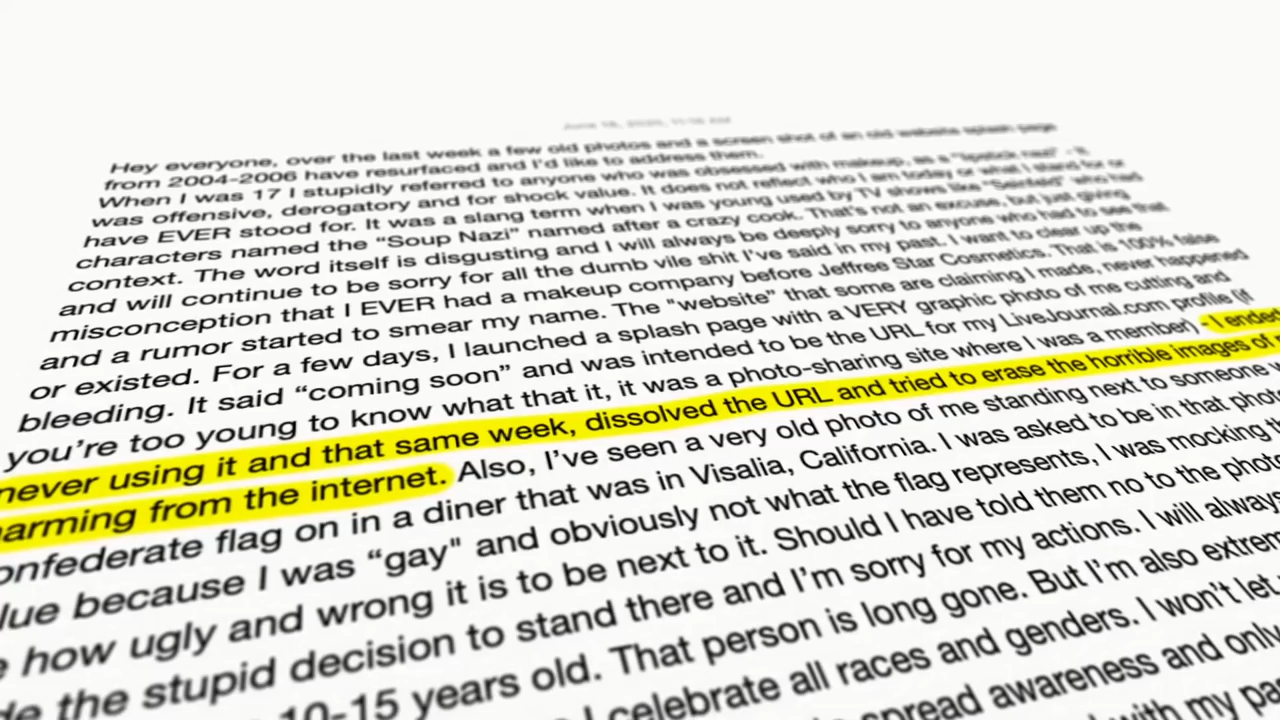 June 16, 2020, 11:16 AM
Hey everyone, over the last week a few old photos and a screen shot of an old website splash page
from 2004-2006 have resurfaced and I'd like to address them.
When I was 17 I stupidly referred to anyone who was obsessed with makeup, as a "lipstick nazi" - It
was offensive, derogatory and for shock value. It does not reflect who I am today or what I stand for or
have EVER stood for. It was a slang term when I was young used by TV shows like "Seinfeld" who had
characters named the “Soup Nazi" named after a crazy cook. That's not an excuse, but just giving
context. The word itself is disgusting and I will always be deeply sorry to anyone who had to see that
and will continue to be sorry for all the dumb vile shit I've said in my past. I want to clear up the
misconception that I EVER had a makeup company before Jeffree Star Cosmetics. That is 100% false
and a rumor started to smear my name. The "website" that some are claiming I made, never happened
or existed. For a few days, I launched a splash page with a VERY graphic photo of me cutting and
bleeding. It said “coming soon” and was intended to be the URL for my LiveJournal.com profile (if
you’re too young to know what that it, it was a photo-sharing site where I was a member). - I ended
never using it and that same week, dissolved the URL and tried to erase the horrible images of
harming from the internet. Also, I’ve seen a very old photo of me standing next to someone
confederate flag on in a diner that was in Visalia, California. I was asked to be in that
because I was “gay" and obviously not what the flag represents, I was mocking
how ugly and wrong it is to be next to it. Should I have told them no to the
the stupid decision to stand there and I’m sorry for my actions. I will always
10-15 years old. That person is long gone. But I’m also
I celebrate all races and genders. I won’t let
spread awareness and only
with my